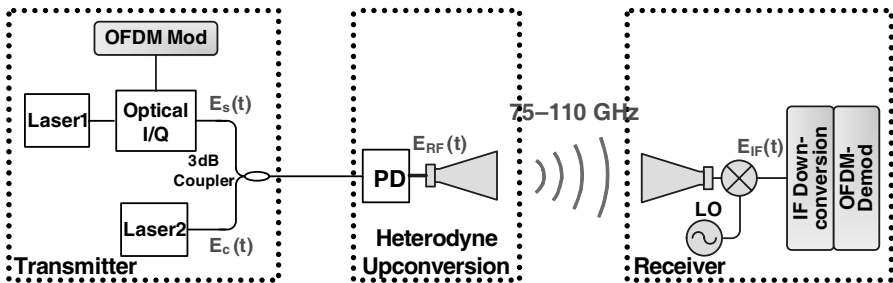 OFDM Mod
Laser1
Optical
I/Q
Es(t)
3dB
Coupler
Laser2
Ec(t)
Transmitter
PD
ERF(t)
Heterodyne
Upconversion
75–110 GHz
LO
EIF(t)
IF Down-
conversion
OFDM-
Demod
Receiver